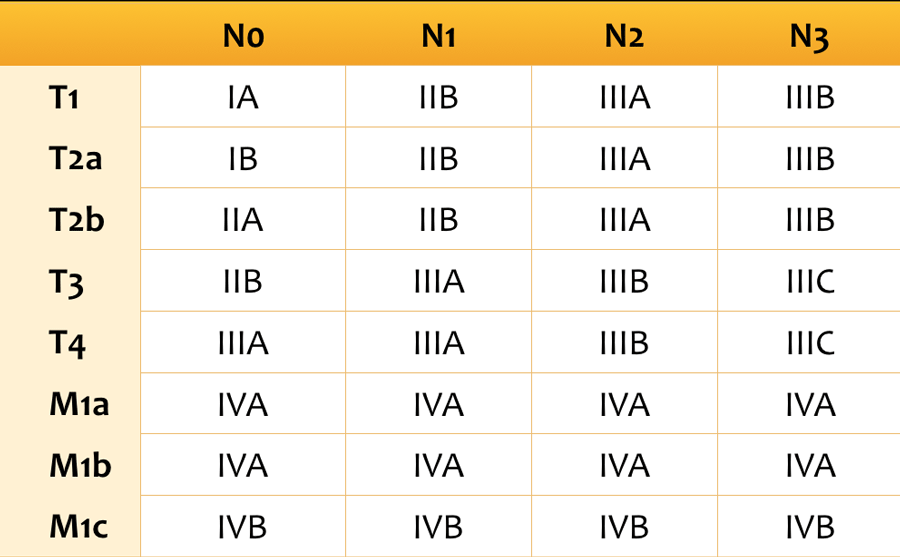 N0 N1 N2 N3
T1 IA IIB IIIA IIIB
T2a IB IIB IIIA IIIB
T2b IIA IIB IIIA IIIB
T3 IIB IIIA IIIB IIIC
T4 IIIA IIIA IIIB IIIC
M1a IVA IVA IVA IVA
M1b IVA IVA IVA IVA
M1c IVB IVB IVB IVB